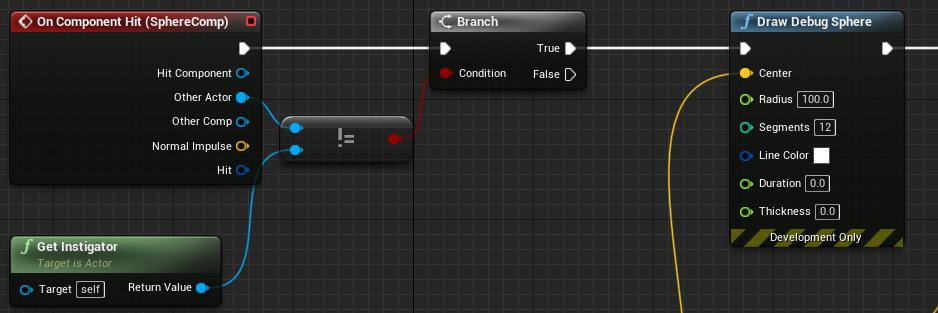 On Component Hit (SphereComp)
Hit Component
Other Actor
Other Comp
Normal Impulse
Hit
!=
Get Instigator
Target is Actor
Target self
Return Value
Branch
True
Condition
False
Draw Debug Sphere
Center
Radius 100.0
Segments 12
Line Color
Duration 0.0
Thickness 0.0
Development Only